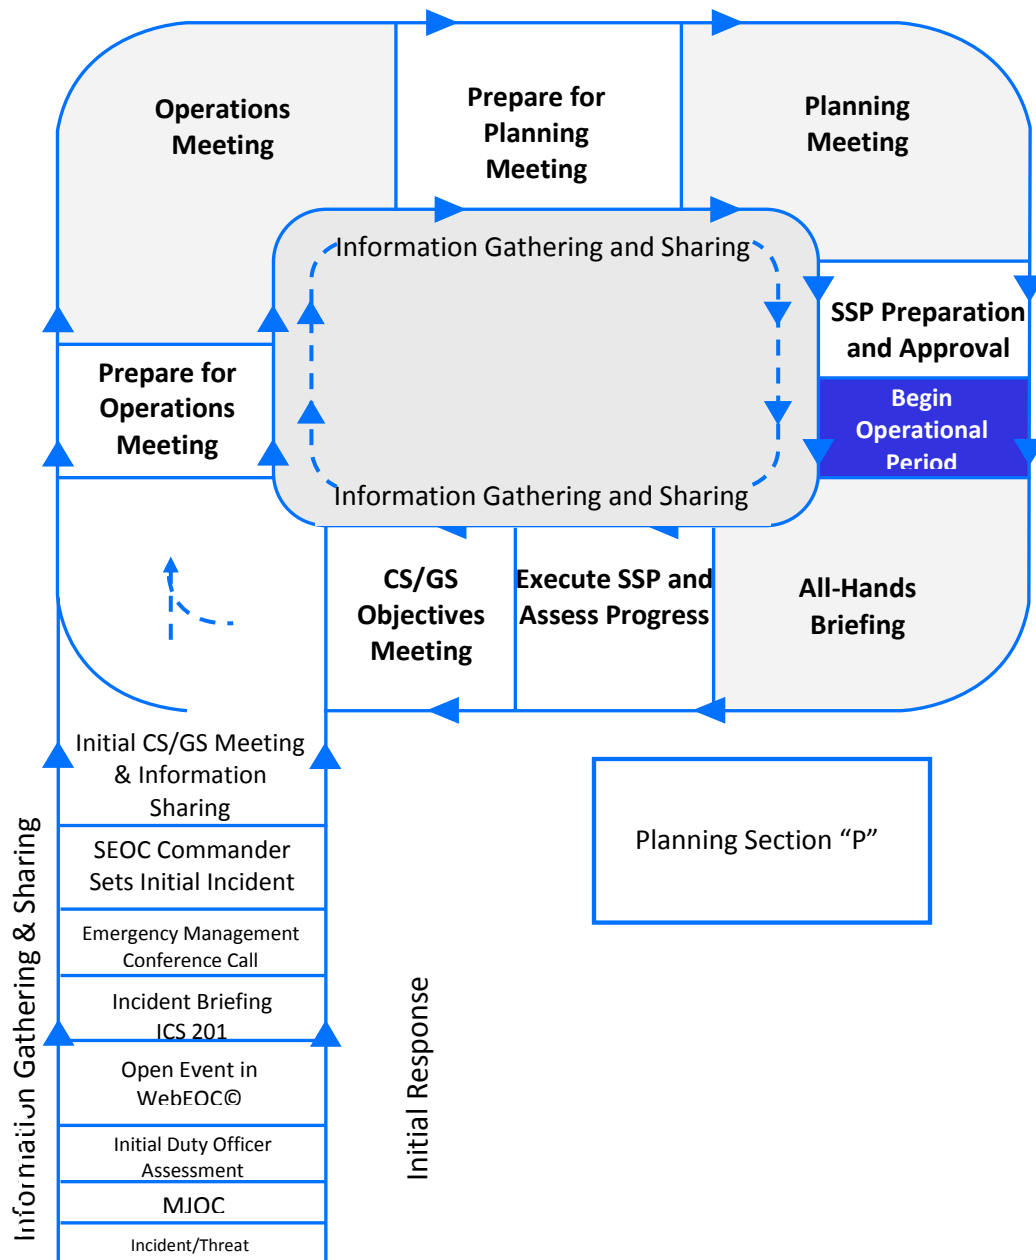 Operations
Meeting
Prepare for
Planning
Meeting
Planning
Meeting
Information Gathering and Sharing
SSP Preparation
and Approval
Prepare for
Operations
Meeting
Begin
Operational
Period
Information Gathering and Sharing
CS/GS
Objectives
Meeting
Execute SSP and
Assess Progress
All-Hands
Briefing
Initial CS/GS Meeting
& Information
Sharing
Planning Section “P”
SEOC Commander
Sets Initial Incident
Emergency Management
Conference Call
Incident Briefing
ICS 201
Open Event in
WebEOC©
Initial Duty Officer
Assessment
MJOC
Incident/Threat
Information Gathering & Sharing
Initial Response